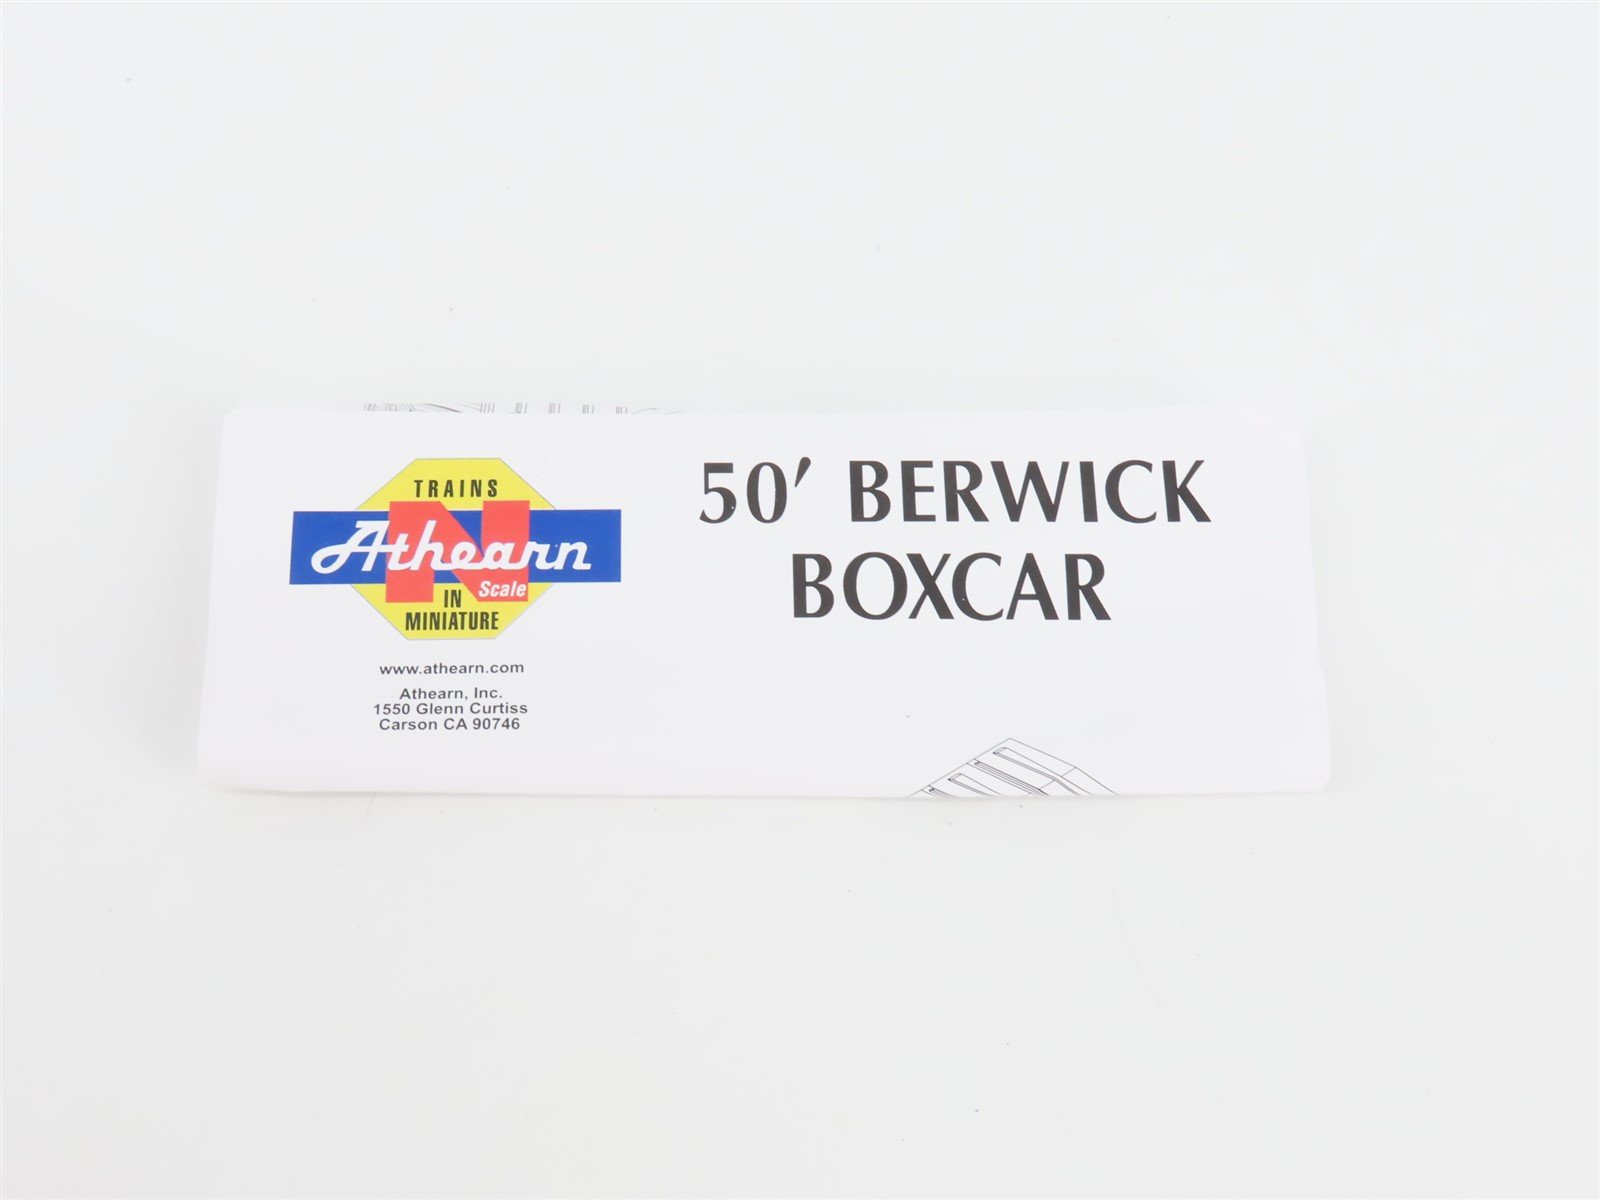 TRAINS
Athearn
N
Scale
IN
MINIATURE
www.athearn.com
Athearn, Inc.
1550 Glenn Curtiss
Carson CA 90746
50' BERWICK
BOXCAR